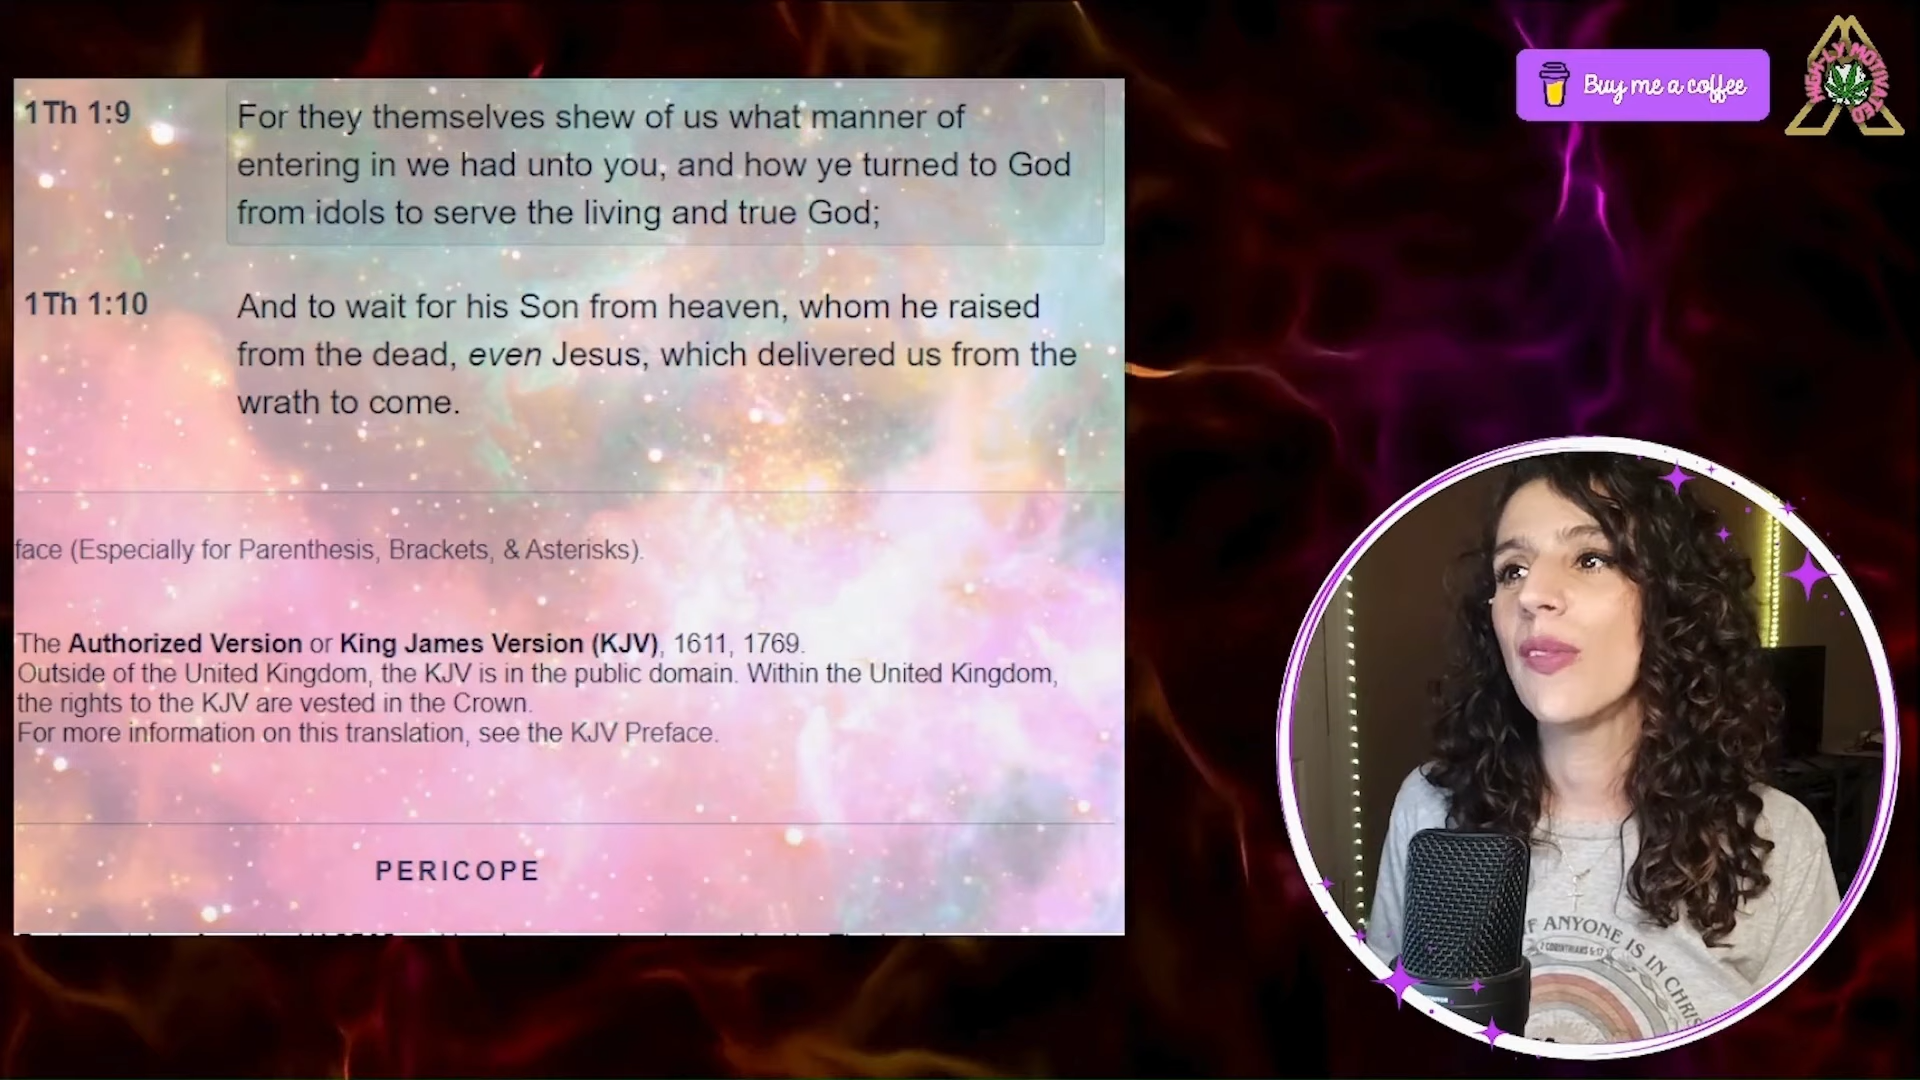 1Th 1:9
For they themselves shew of us what manner of
entering in we had unto you, and how ye turned to God
from idols to serve the living and true God;
1Th 1:10
And to wait for his Son from heaven, whom he raised
from the dead, even Jesus, which delivered us from the
wrath to come.
face (Especially for Parenthesis, Brackets, & Asterisks).
The Authorized Version or King James Version (KJV), 1611, 1769.
Outside of the United Kingdom, the KJV is in the public domain. Within the United Kingdom,
the rights to the KJV are vested in the Crown.
For more information on this translation, see the KJV Preface.
PERICOPE
Buy me a coffee
HIGHLY MOTIVATED
F ANYONE IS IN CHRIS
2 CORINTHIANS 5:17